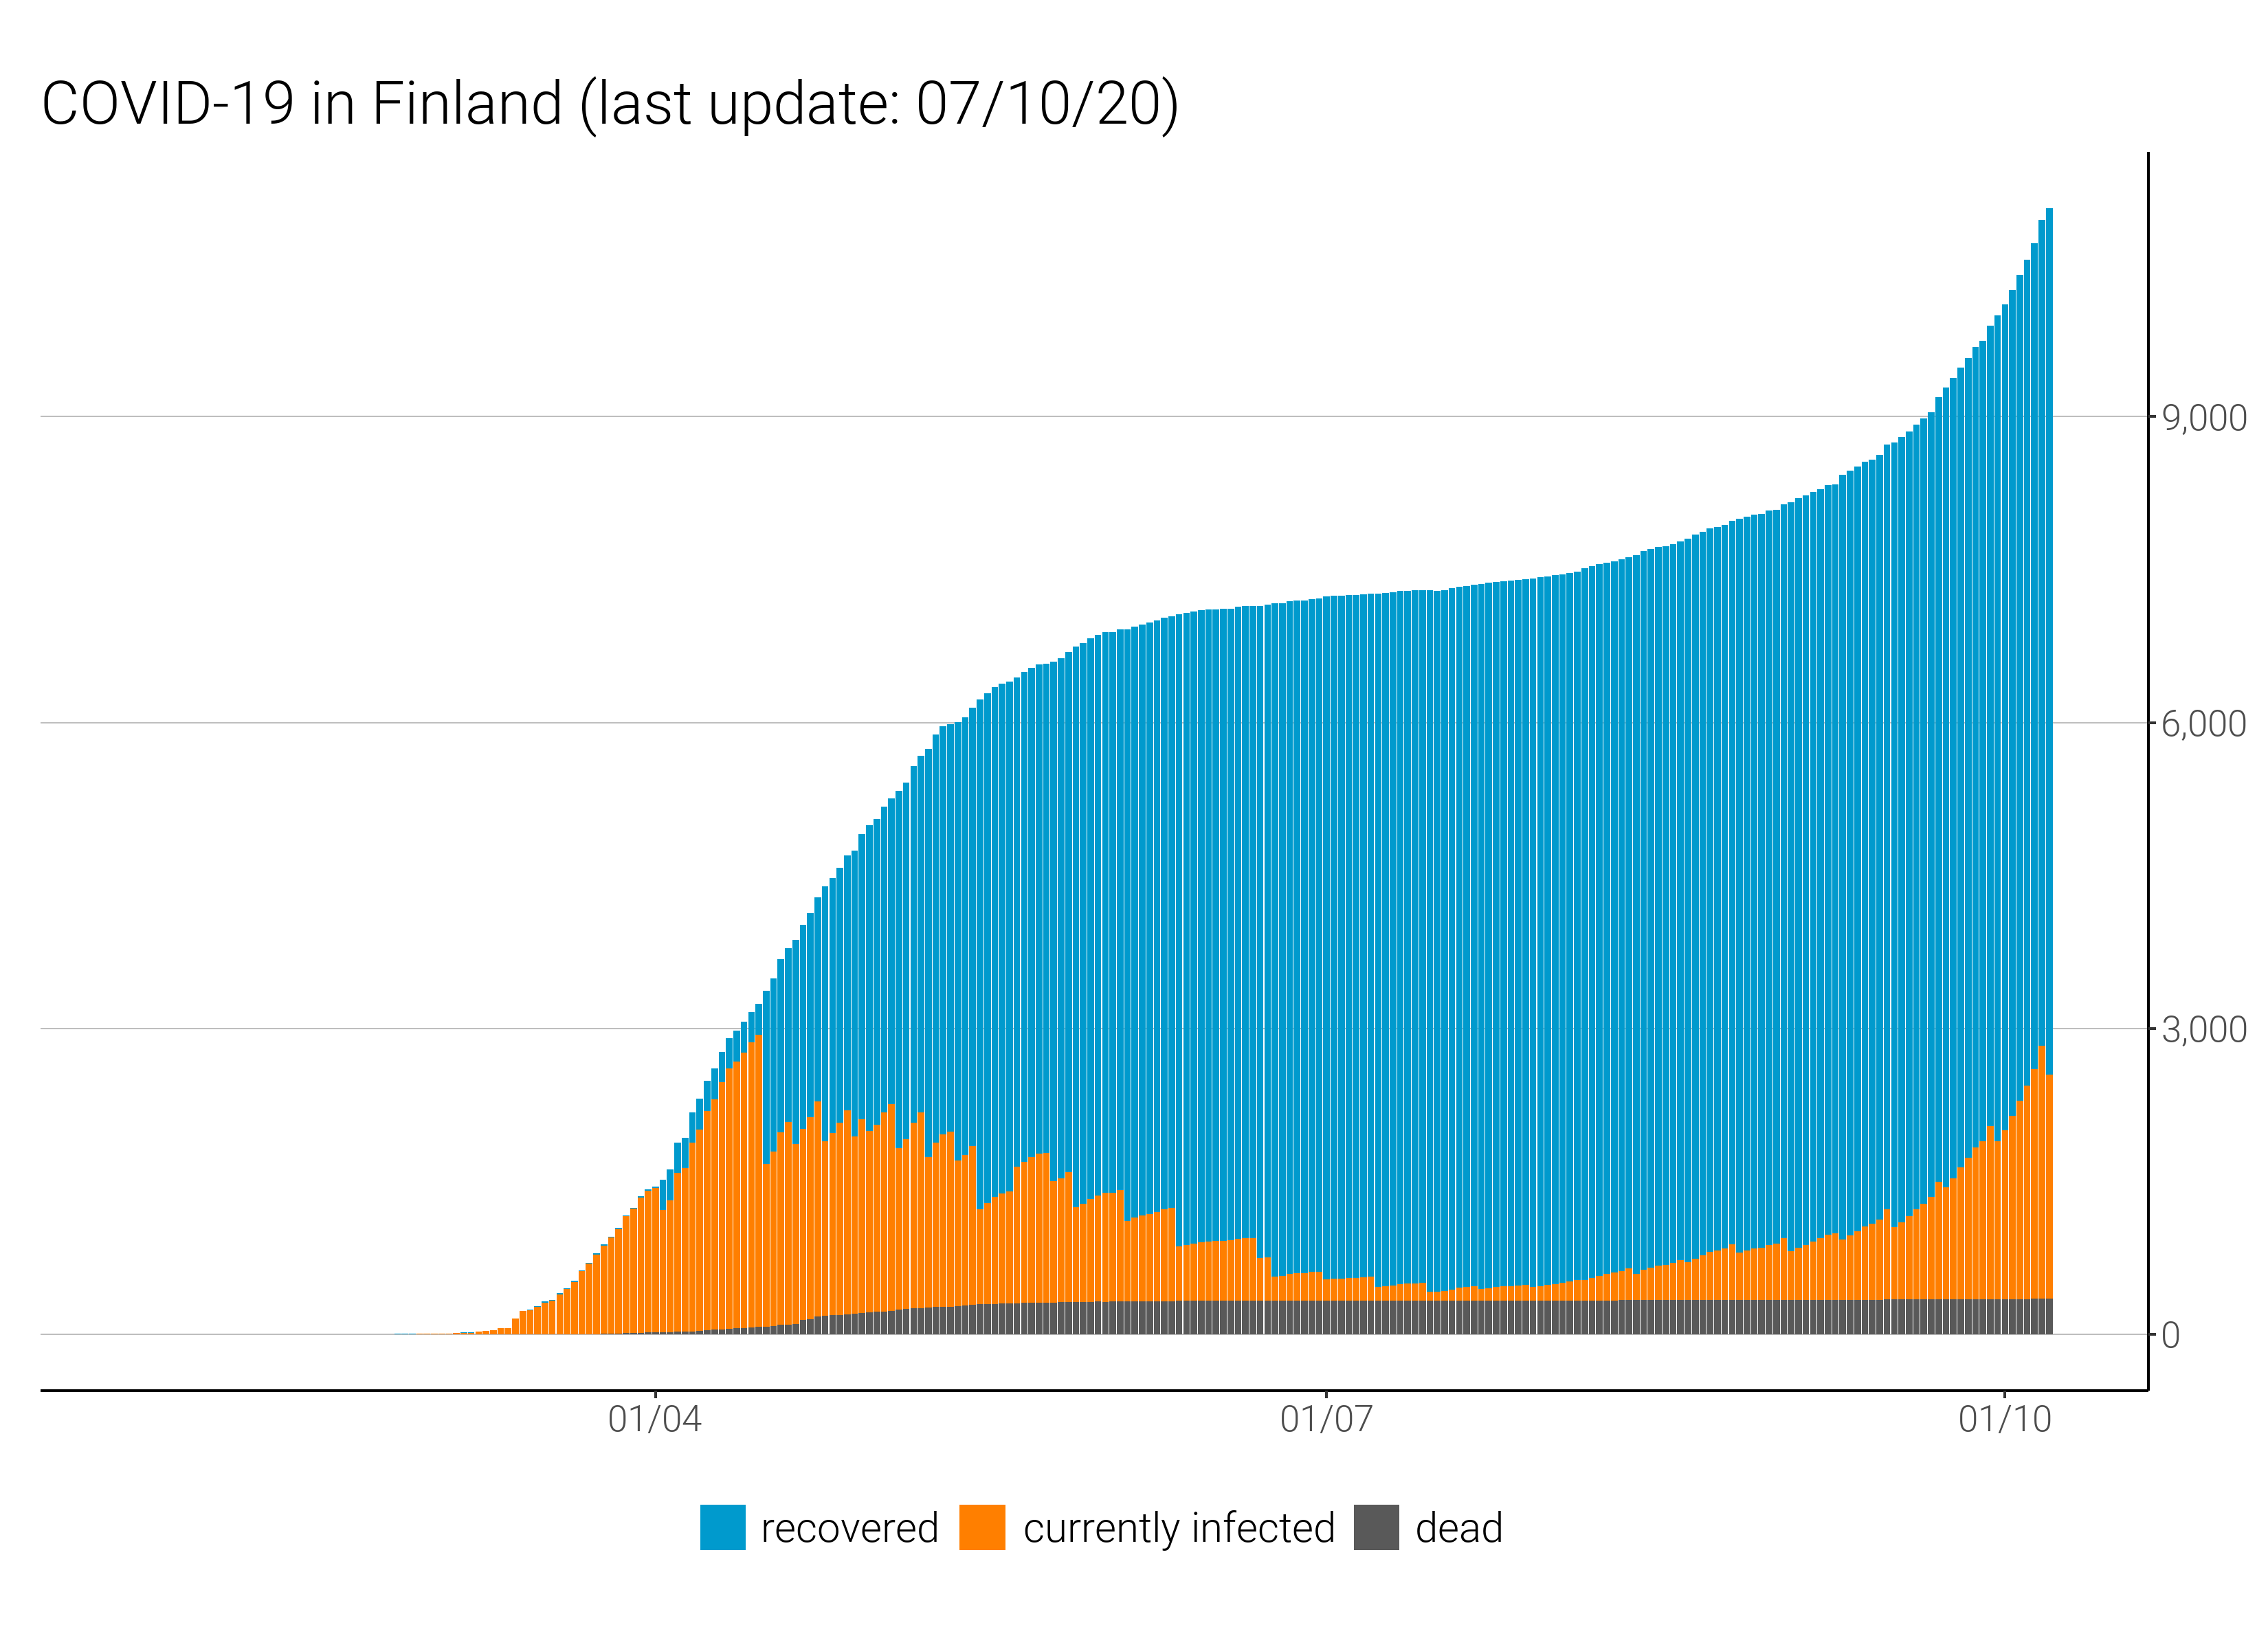 COVID-19 in Finland (last update: 07/10/20)
9,000
6,000
3,000
0
01/04 01/07 01/10
recovered currently infected dead